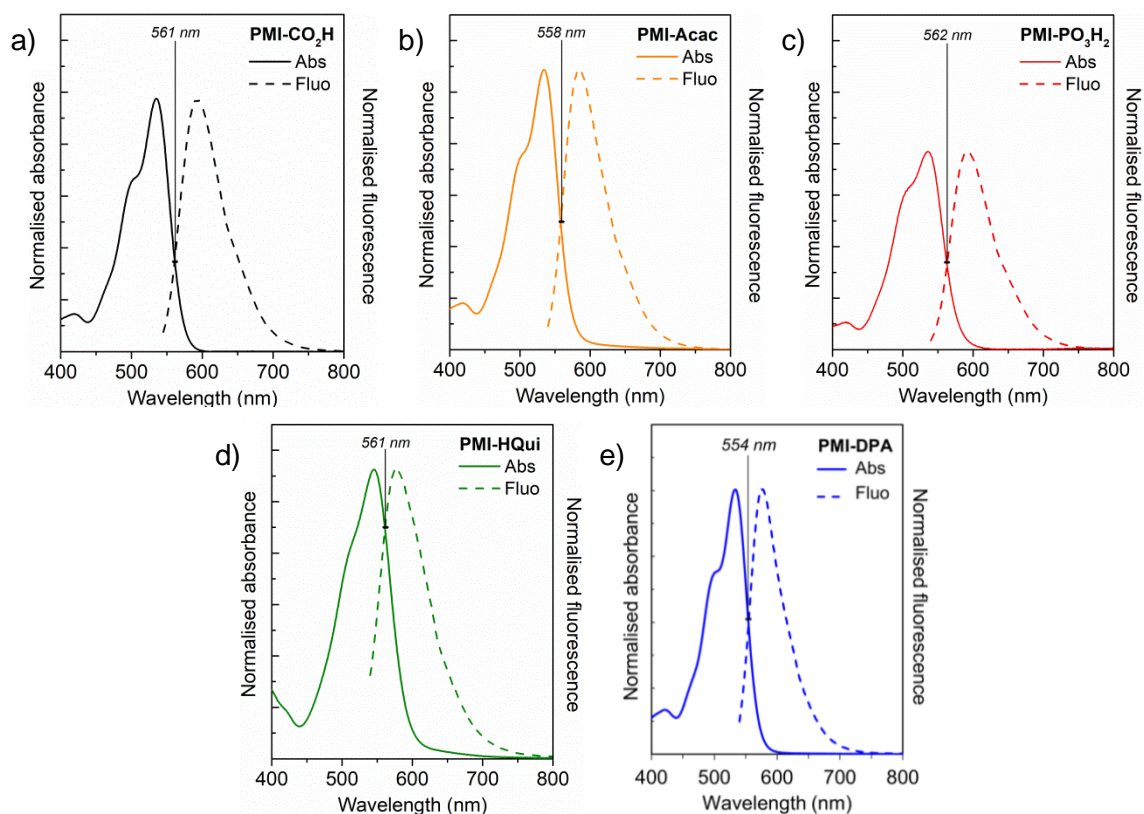 a)
561 nm
PMI-CO₂H
Abs
Fluo
Normalised absorbance
Normalised fluorescence
400 500 600 700 800
Wavelength (nm)
b)
558 nm
PMI-Acac
Abs
Fluo
Normalised absorbance
Normalised fluorescence
400 500 600 700 800
Wavelength (nm)
c)
562 nm
PMI-PO₃H₂
Abs
Fluo
Normalised absorbance
Normalised fluorescence
400 500 600 700 800
Wavelength (nm)
d)
561 nm
PMI-HQui
Abs
Fluo
Normalised absorbance
Normalised fluorescence
400 500 600 700 800
Wavelength (nm)
e)
554 nm
PMI-DPA
Abs
Fluo
Normalised absorbance
Normalised fluorescence
400 500 600 700 800
Wavelength (nm)